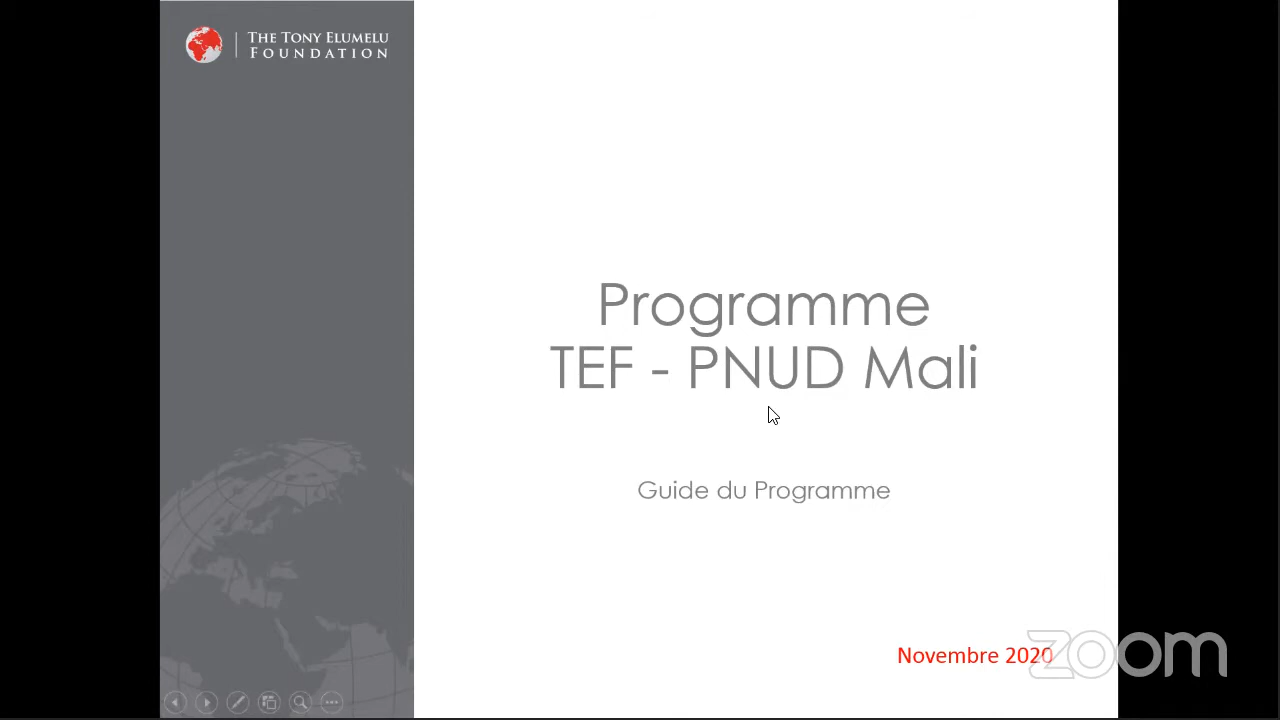 THE TONY ELUMELU
FOUNDATION
Programme
TEF - PNUD Mali
Guide du Programme
Novembre 2020
zoom